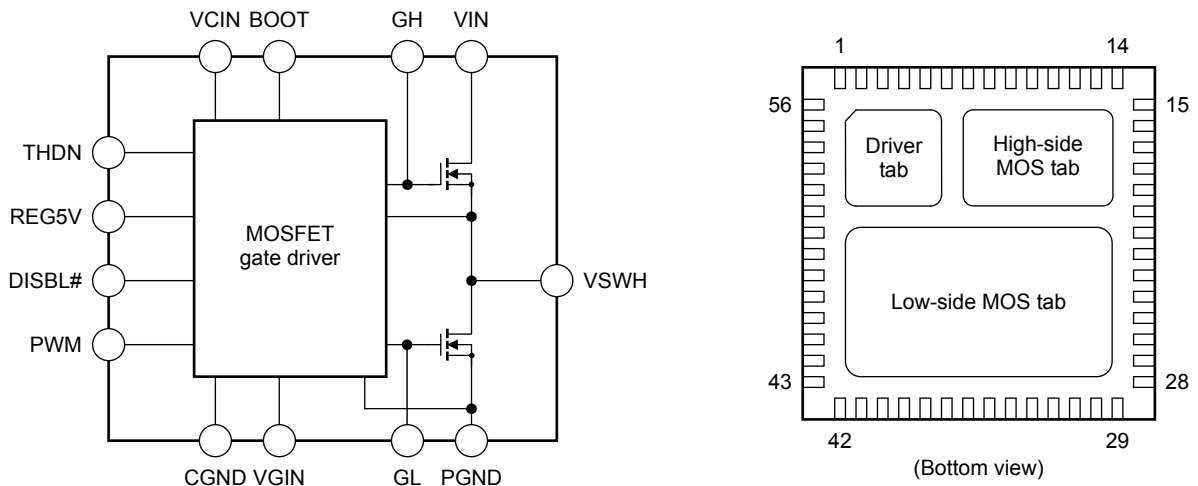 VCIN BOOT GH VIN
THDN
REG5V
DISBL#
PWM
MOSFET
gate driver
VSWH
CGND VGIN GL PGND
1 14
56 15
Driver
tab
High-side
MOS tab
Low-side MOS tab
43 28
42 29
(Bottom view)